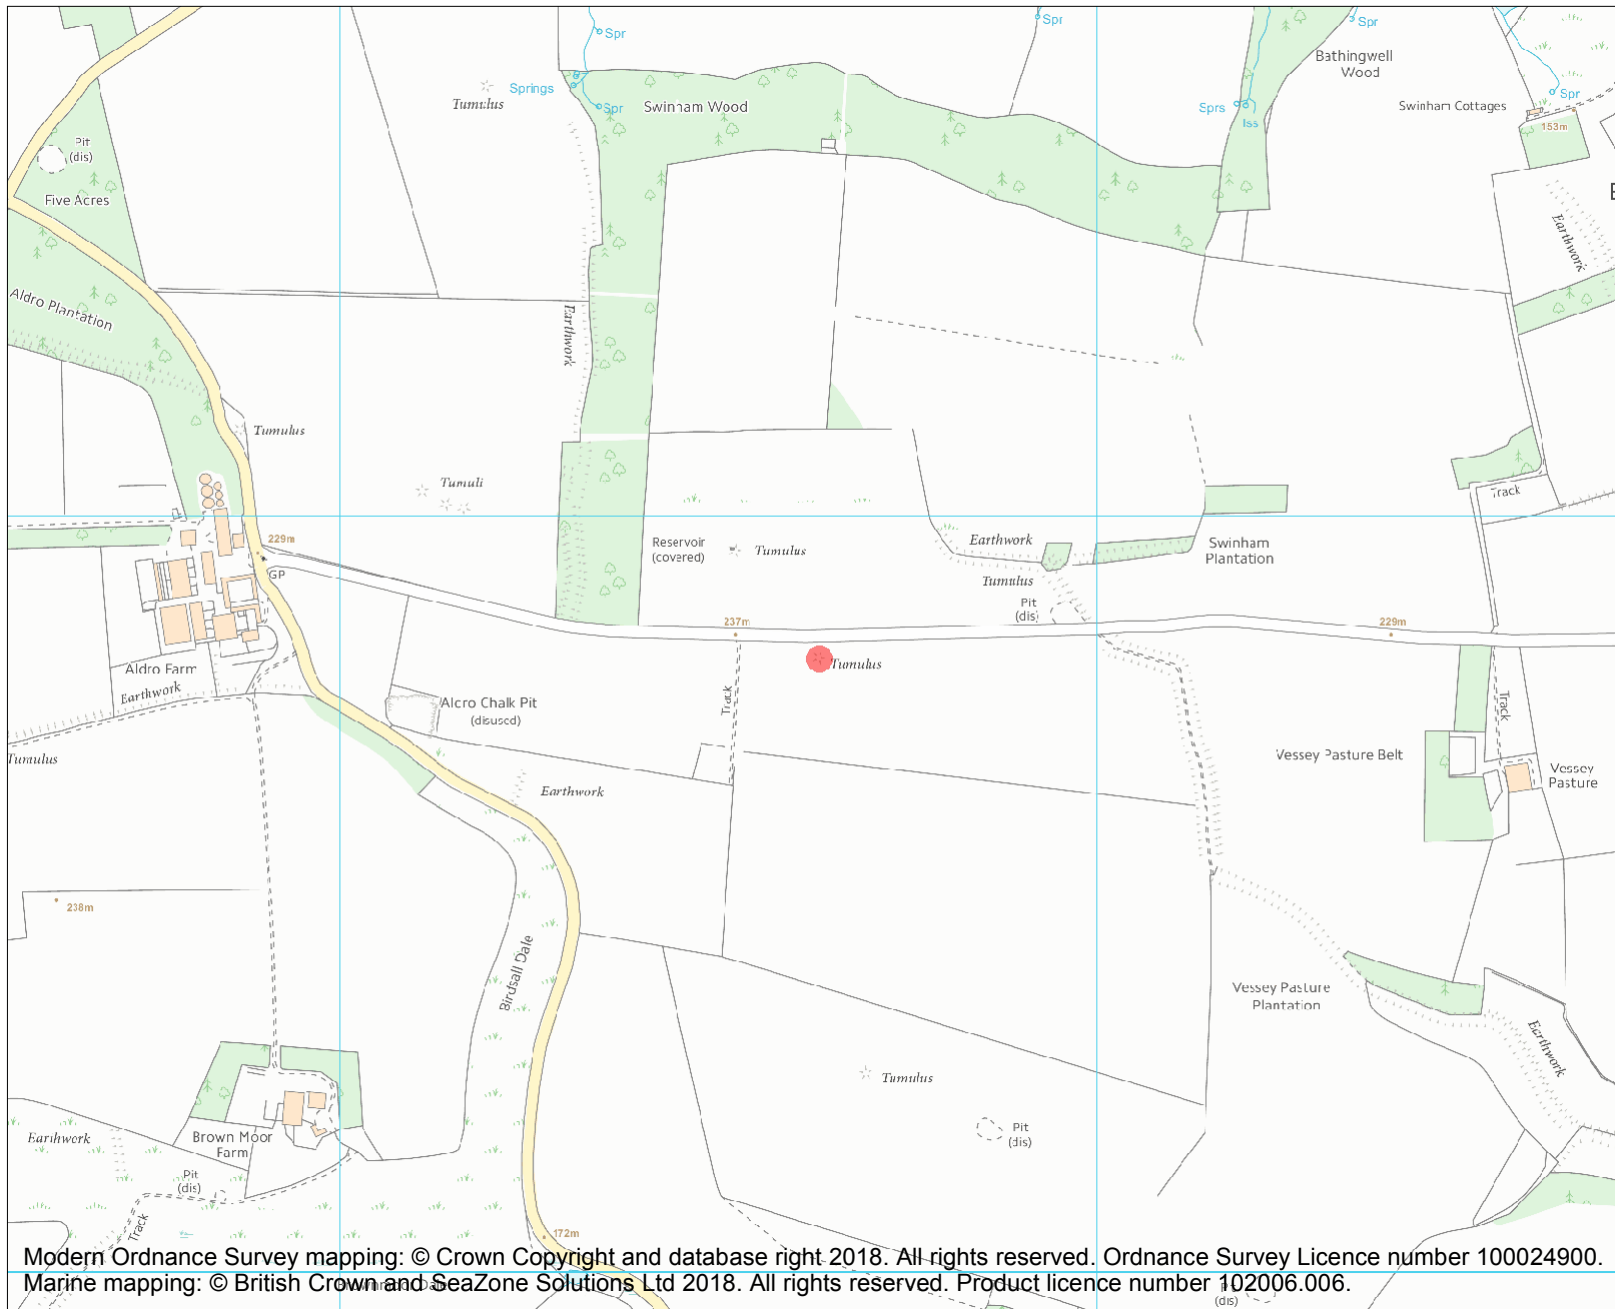 Spr
Spr
Spr
Bathingwell
Wood
Springs
Tumulus
Spr
Swinham Wood
Sprs
Iss
Swinham Cottages
Spr
153m
Pit
(dis)
Five Acres
Earthwork
Aldro Plantation
Earthwork
Tumulus
Tumuli
Track
229m
GP
Reservoir
(covered)
Tumulus
Earthwork
Tumulus
Pit
(dis)
Swinham
Plantation
237m
229m
Tumulus
Aldro Farm
Earthwork
Track
Alcro Chalk Pit
(disused)
Track
Tumulus
Earthwork
Vessey Pasture Belt
Vessey
Pasture
238m
Birdsall Dale
Vessey Pasture
Plantation
Earthwork
Tumulus
Pit
(dis)
Earthwork
Brown Moor
Farm
Pit
(dis)
Track
172m
Modern Ordnance Survey mapping: © Crown Copyright and database right 2018. All rights reserved. Ordnance Survey Licence number 100024900.
Marine mapping: © British Crown and SeaZone Solutions Ltd 2018. All rights reserved. Product licence number 102006.006.
(dis)